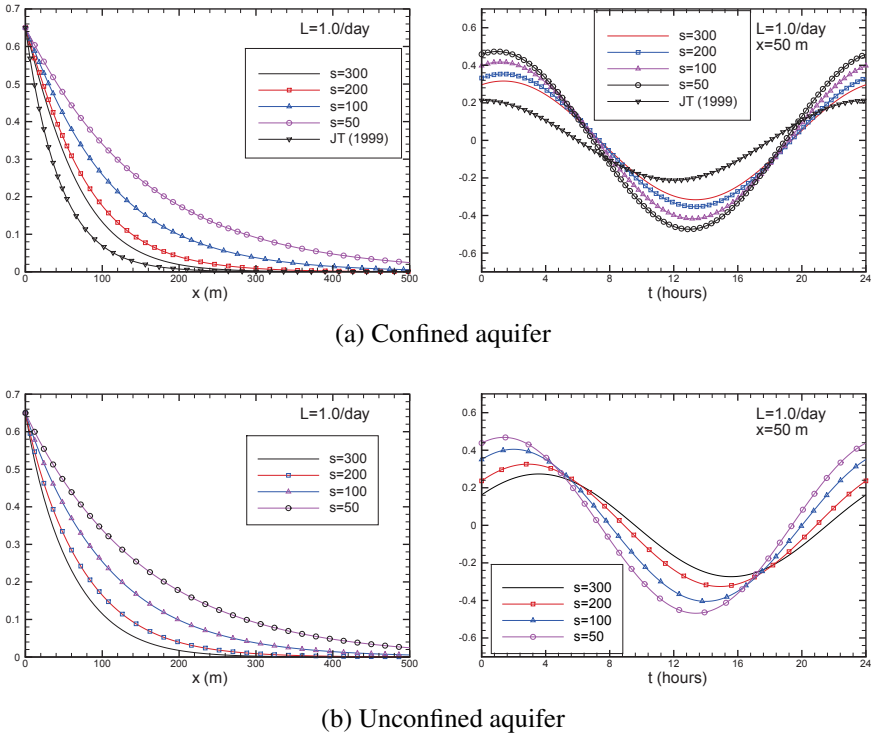 0.7
0.6
0.5
0.4
0.3
0.2
0.1
0
0 100 200 300 400 500
x (m)
L=1.0/day
s=300
s=200
s=100
s=50
JT (1999)
0.6
0.4
0.2
0
-0.2
-0.4
-0.6
0 4 8 12 16 20 24
t (hours)
L=1.0/day
x=50 m
s=300
s=200
s=100
s=50
JT (1999)
(a) Confined aquifer
0.7
0.6
0.5
0.4
0.3
0.2
0.1
0
0 100 200 300 400 500
x (m)
L=1.0/day
s=300
s=200
s=100
s=50
0.6
0.4
0.2
0
-0.2
-0.4
-0.6
0 4 8 12 16 20 24
t (hours)
L=1.0/day
x=50 m
s=300
s=200
s=100
s=50
(b) Unconfined aquifer